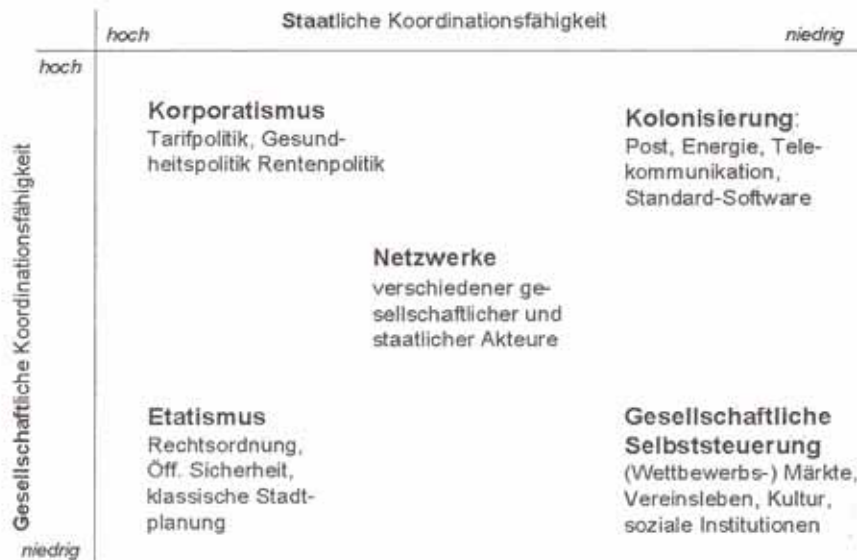 Staatliche Koordinationsfähigkeit
hoch
niedrig
hoch
Gesellschaftliche Koordinationsfähigkeit
Korporatismus
Tarifpolitik, Gesund-
heitspolitik Rentenpolitik
Kolonisierung:
Post, Energie, Tele-
kommunikation,
Standard-Software
Netzwerke
verschiedener ge-
sellschaftlicher und
staatlicher Akteure
Etatismus
Rechtsordnung,
Öff. Sicherheit,
klassische Stadt-
planung
Gesellschaftliche
Selbststeuerung
(Wettbewerbs-) Märkte,
Vereinsleben, Kultur,
soziale Institutionen
niedrig